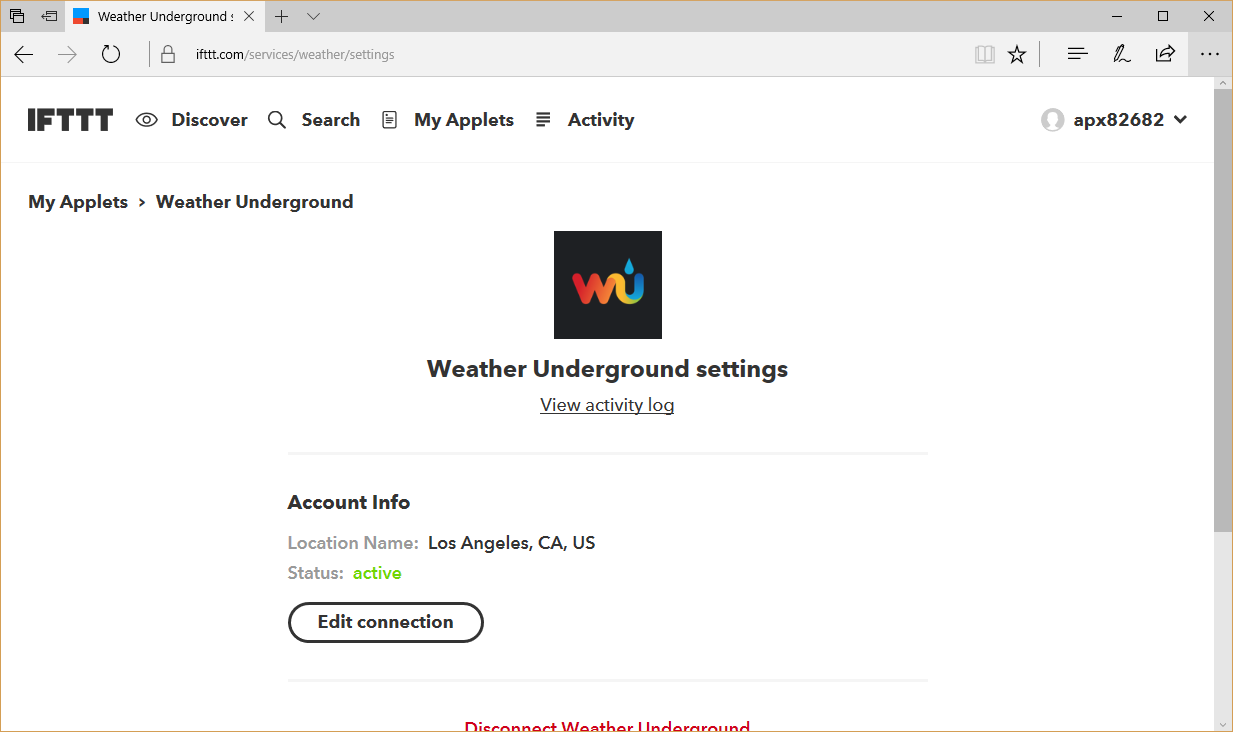 Weather Underground s
ifttt.com/services/weather/settings
IFTTT Discover Search My Applets Activity apx82682
My Applets › Weather Underground
wu
Weather Underground settings
View activity log
Account Info
Location Name: Los Angeles, CA, US
Status: active
Edit connection
Disconnect Weather Underground